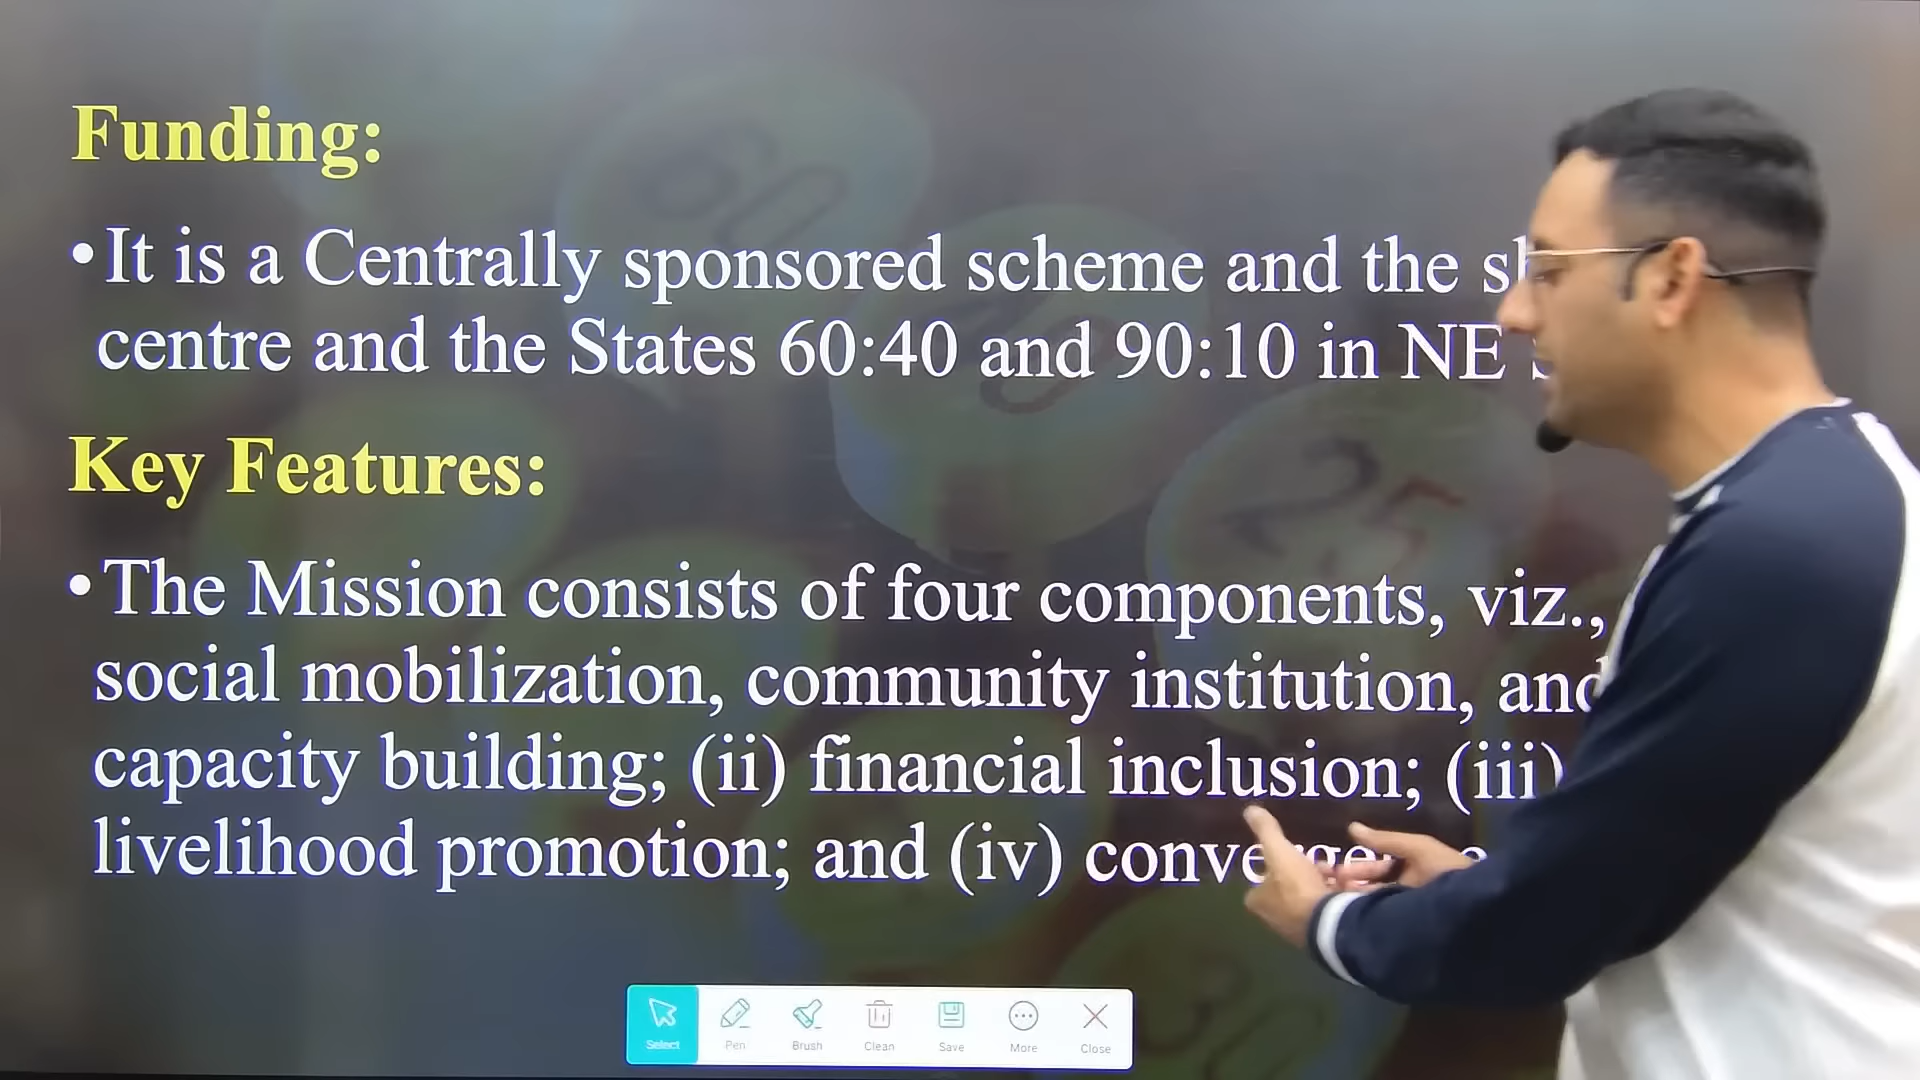 Funding:
• It is a Centrally sponsored scheme and the
centre and the States 60:40 and 90:10 in NE
Key Features:
• The Mission consists of four components, viz.,
social mobilization, community institution, and
capacity building; (ii) financial inclusion; (iii)
livelihood promotion; and (iv)
Select Pen Brush Clean Save More Close